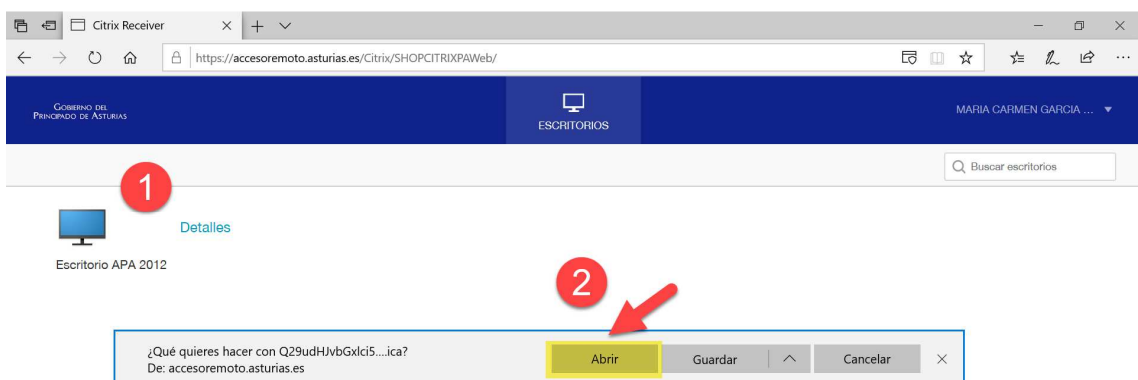 Citrix Receiver
https://accesoremoto.asturias.es/Citrix/SHOPCITRIXPAWeb/
GOBIERNO DEL
PRINCIPADO DE ASTURIAS
ESCRITORIOS
MARIA CARMEN GARCIA ...
Buscar escritorios
1
Detalles
Escritorio APA 2012
2
¿Qué quieres hacer con Q29udHJvbGxlci5....ica?
De: accesoremoto.asturias.es
Abrir
Guardar
Cancelar